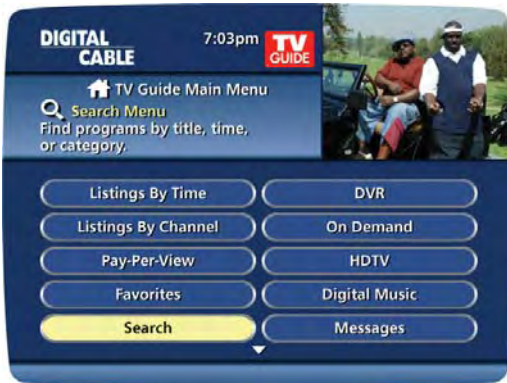 DIGITAL
CABLE
7:03pm
TV
GUIDE
TV Guide Main Menu
Search Menu
Find programs by title, time,
or category.
Listings By Time
DVR
Listings By Channel
On Demand
Pay-Per-View
HDTV
Favorites
Digital Music
Search
Messages